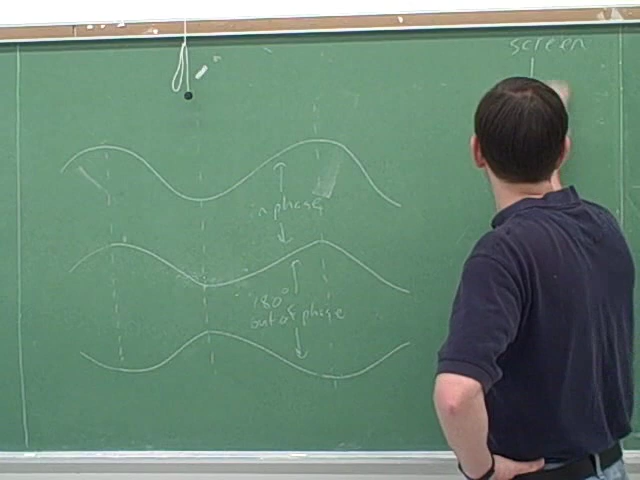 screen
in phase
180°
out of phase